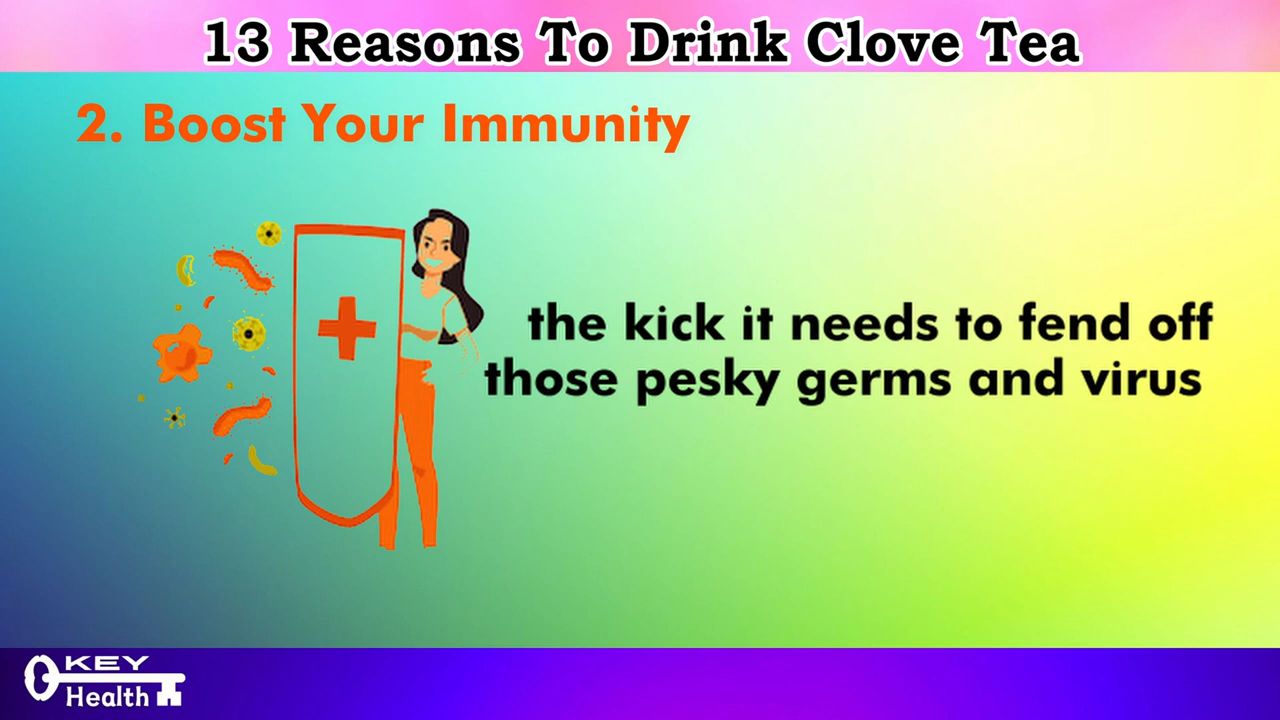 13 Reasons To Drink Clove Tea
2. Boost Your Immunity
the kick it needs to fend off
those pesky germs and virus
KEY
Health